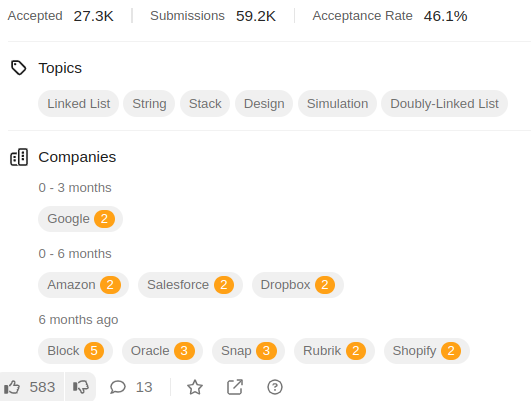 Accepted 27.3K Submissions 59.2K Acceptance Rate 46.1%
Topics
Linked List String Stack Design Simulation Doubly-Linked List
Companies
0 - 3 months
Google 2
0 - 6 months
Amazon 2 Salesforce 2 Dropbox 2
6 months ago
Block 5 Oracle 3 Snap 3 Rubrik 2 Shopify 2
583 13